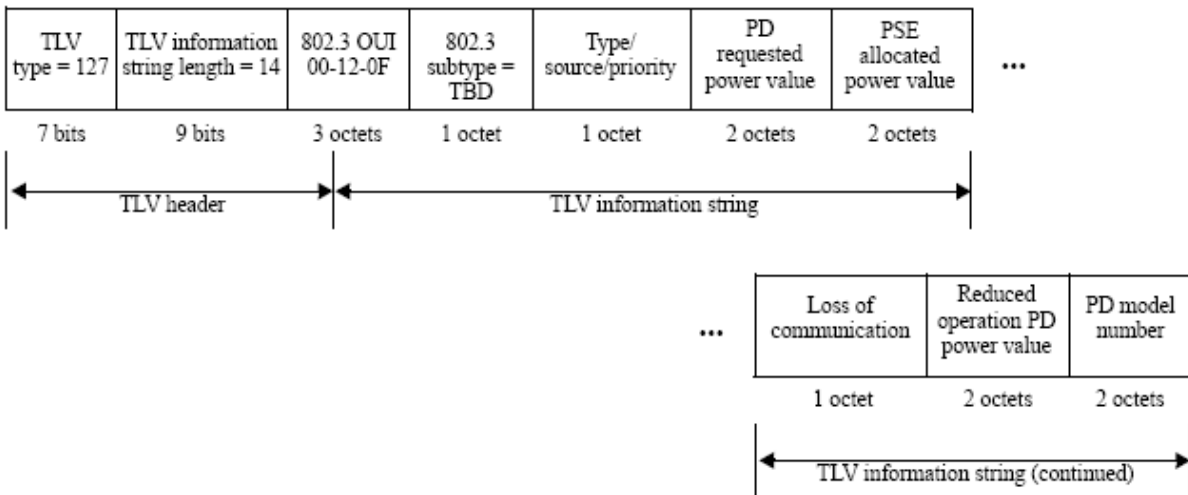 TLV type = 127
TLV information string length = 14
802.3 OUI 00-12-0F
802.3 subtype = TBD
Type/ source/priority
PD requested power value
PSE allocated power value
...
7 bits
9 bits
3 octets
1 octet
1 octet
2 octets
2 octets
TLV header
TLV information string
...
Loss of communication
Reduced operation PD power value
PD model number
1 octet
2 octets
2 octets
TLV information string (continued)